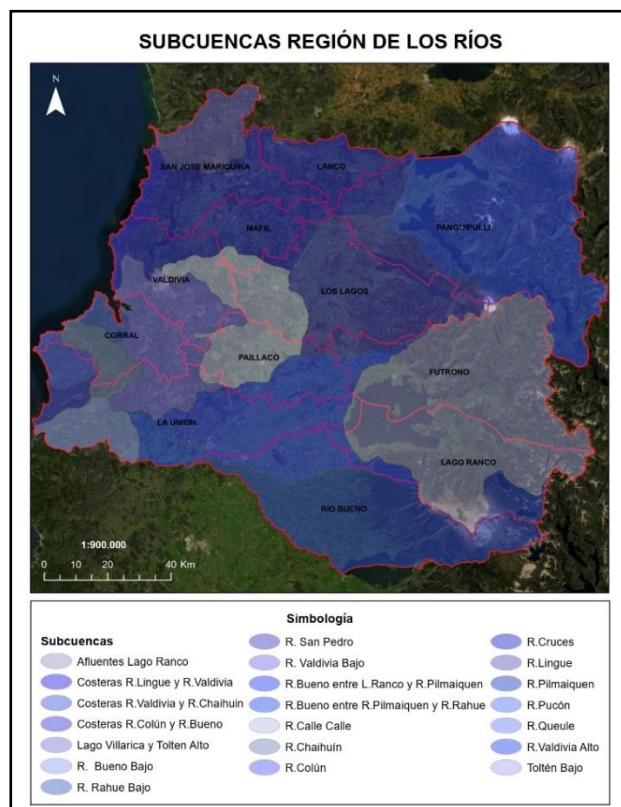 SUBCUENCAS REGIÓN DE LOS RÍOS
N
SAN JOSE MARIQUINA
LANCO
PANGUIPULLI
MAFIL
VALDIVIA
LOS LAGOS
CORRAL
PAILLACO
FUTRONO
LA UNION
LAGO RANCO
RIO BUENO
1:900.000
0 10 20 40 Km
Simbología
Subcuencas
Afluentes Lago Ranco
Costeras R.Lingue y R.Valdivia
Costeras R.Valdivia y R.Chaihuin
Costeras R.Colún y R.Bueno
Lago Villarica y Tolten Alto
R. Bueno Bajo
R. Rahue Bajo
R. San Pedro
R. Valdivia Bajo
R.Bueno entre L.Ranco y R.Pilmaiquen
R.Bueno entre R.Pilmaiquen y R.Rahue
R.Calle Calle
R.Chaihuín
R.Colún
R.Cruces
R.Lingue
R.Pilmaiquen
R.Pucón
R.Queule
R.Valdivia Alto
Toltén Bajo